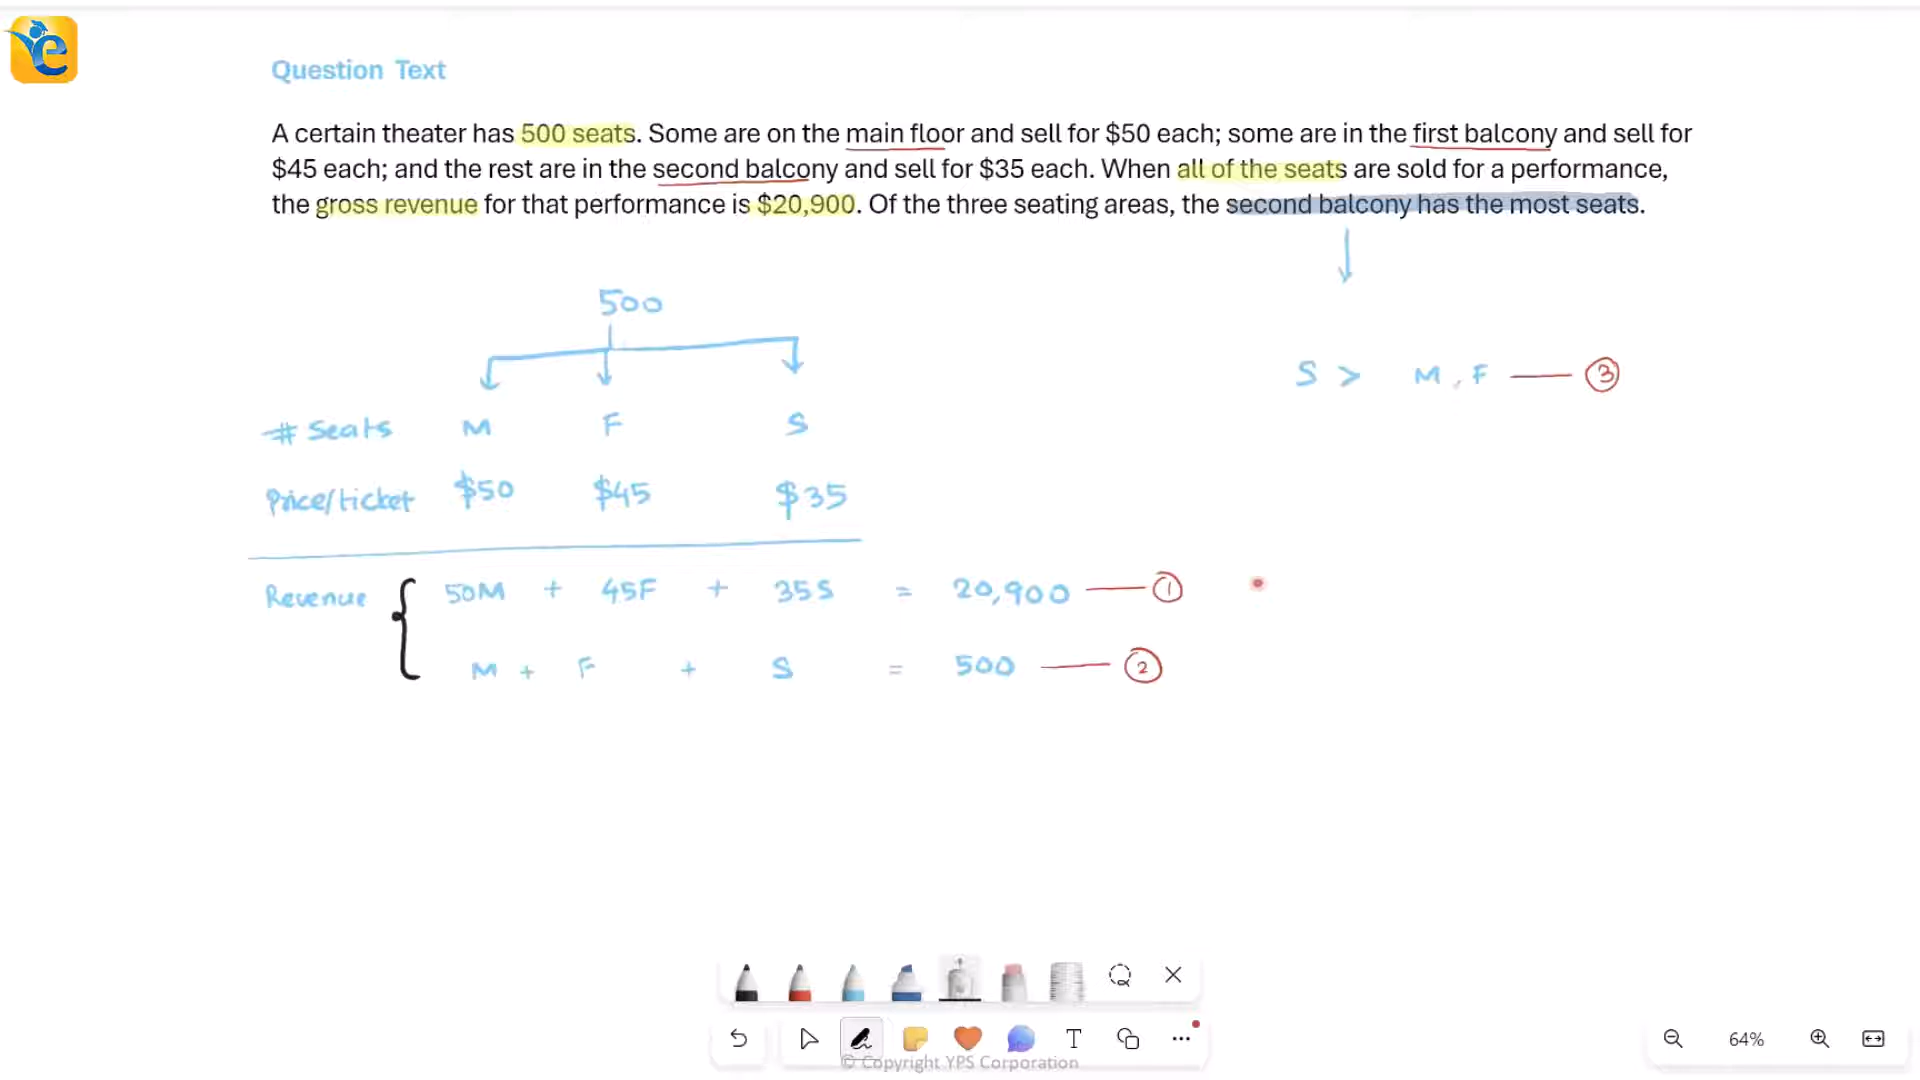 Question Text
A certain theater has 500 seats. Some are on the main floor and sell for $50 each; some are in the first balcony and sell for
$45 each; and the rest are in the second balcony and sell for $35 each. When all of the seats are sold for a performance,
the gross revenue for that performance is $20,900. Of the three seating areas, the second balcony has the most seats.
500
S > M, F — ③
# Seats M F S
Price/ticket $50 $45 $35
Revenue { 50M + 45F + 35S = 20,900 — ①
M + F + S = 500 — ②
T
64%
© Copyright YPS Corporation